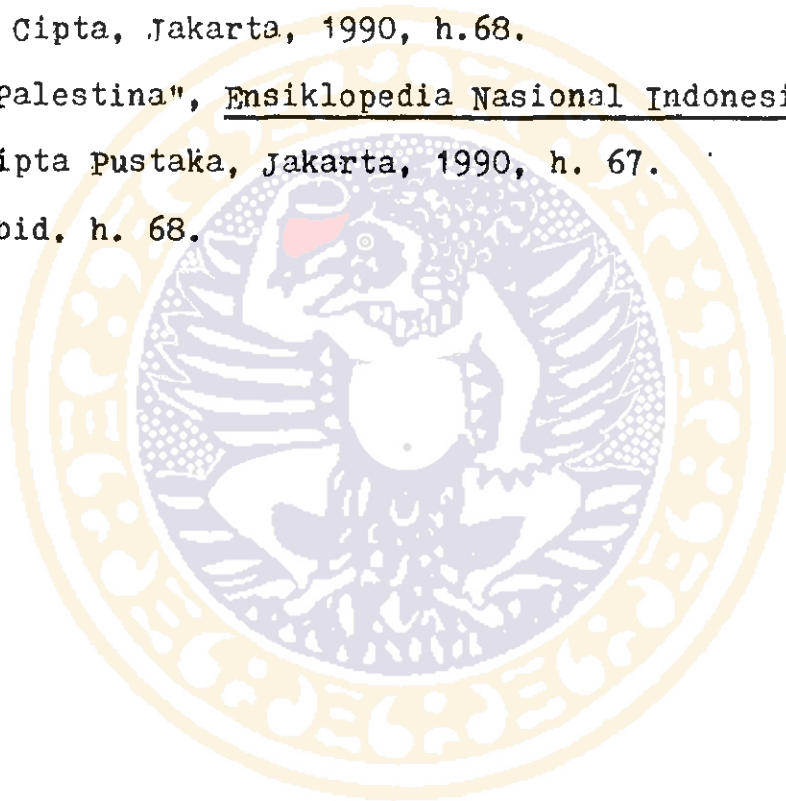 Cipta, Jakarta, 1990, h.68.
Palestina", Ensiklopedia Nasional Indonesi
ipta Pustaka, Jakarta, 1990, h. 67.
bid. h. 68.